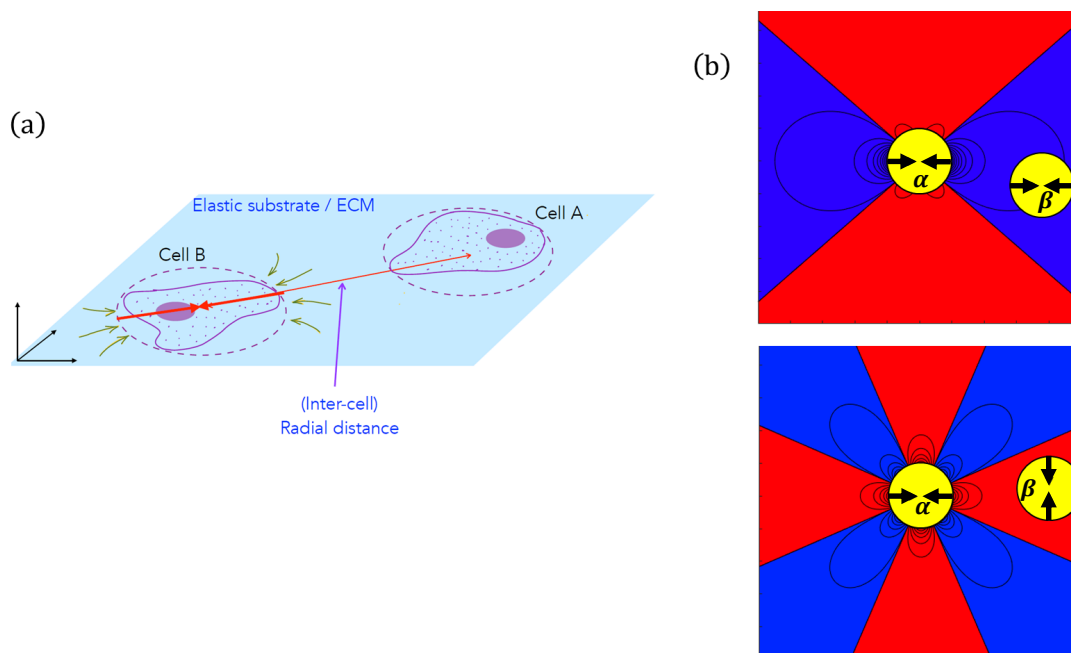 (a)
Elastic substrate / ECM
Cell A
Cell B
(Inter-cell)
Radial distance
(b)
α
β
α
β